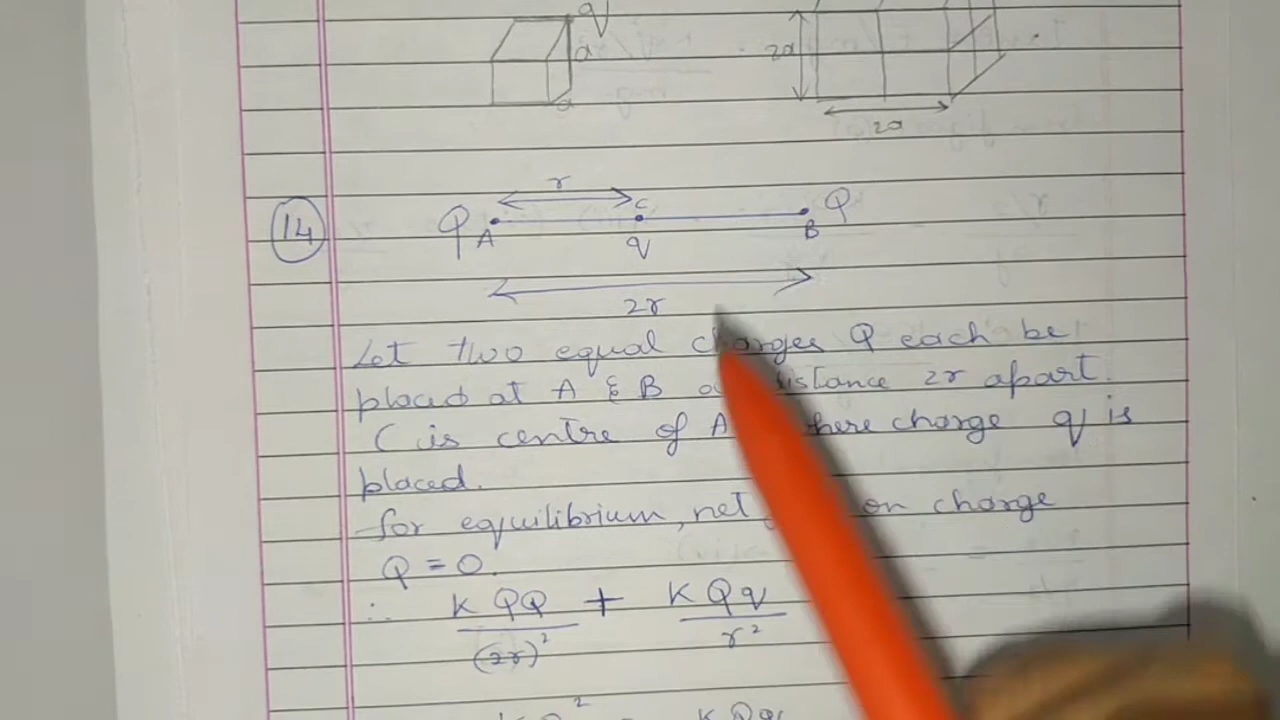 q
a
a
2a
2a
14
r
Q A C B Q
q
2r
Let two equal charges Q each be
placed at A & B distance 2r apart.
C is centre of A where charge q is
placed.
for equilibrium, net on charge
Q = 0.
∴ KQQ + KQq
(2r)² r²
KQq